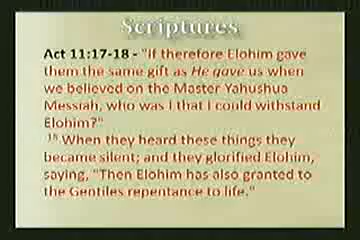 Scriptures
Act 11:17-18 - "If therefore Elohim gave
them the same gift as He gave us when
we believed on the Master Yahushua
Messiah, who was I that I could withstand
Elohim?"
18 When they heard these things they
became silent; and they glorified Elohim,
saying, "Then Elohim has also granted to
the Gentiles repentance to life."